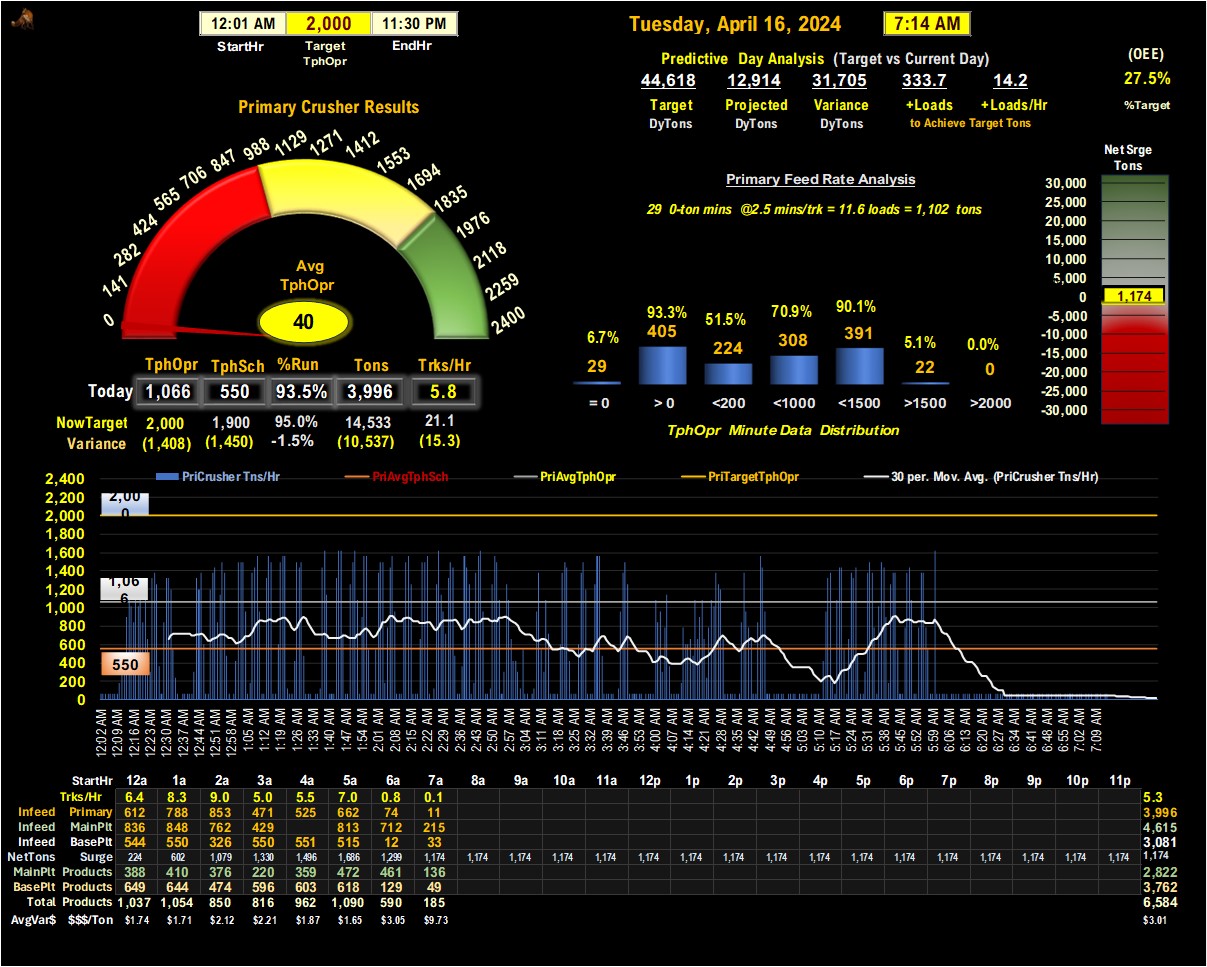 12:01 AM 2,000 11:30 PM
StartHr Target TphOpr EndHr
Tuesday, April 16, 2024 7:14 AM
Predictive Day Analysis (Target vs Current Day)
44,618 12,914 31,705 333.7 14.2
Target Projected Variance +Loads +Loads/Hr
DyTons DyTons DyTons to Achieve Target Tons
(OEE)
27.5%
%Target
Primary Crusher Results
0 141 282 424 565 706 847 988 1129 1271 1412 1553 1694 1835 1976 2118 2259 2400
Avg
TphOpr
40
TphOpr TphSch %Run Tons Trks/Hr
Today 1,066 550 93.5% 3,996 5.8
NowTarget 2,000 1,900 95.0% 14,533 21.1
Variance (1,408) (1,450) -1.5% (10,537) (15.3)
Primary Feed Rate Analysis
29 0-ton mins @2.5 mins/trk = 11.6 loads = 1,102 tons
6.7% 93.3% 51.5% 70.9% 90.1% 5.1% 0.0%
29 405 224 308 391 22 0
= 0 > 0 <200 <1000 <1500 >1500 >2000
TphOpr Minute Data Distribution
Net Srge
Tons
30,000
25,000
20,000
15,000
10,000
5,000
0
1,174
-5,000
-10,000
-15,000
-20,000
-25,000
-30,000
PriCrusher Tns/Hr PriAvgTphSch PriAvgTphOpr PriTargetTphOpr 30 per. Mov. Avg. (PriCrusher Tns/Hr)
2,400
2,200
2,000
1,800
1,600
1,400
1,200
1,000
800
600
400
200
0
2,00
0
1,06
6
550
12:02 AM 12:09 AM 12:16 AM 12:23 AM 12:30 AM 12:37 AM 12:44 AM 12:51 AM 12:58 AM 1:05 AM 1:12 AM 1:19 AM 1:26 AM 1:33 AM 1:40 AM 1:47 AM 1:54 AM 2:01 AM 2:08 AM 2:15 AM 2:22 AM 2:29 AM 2:36 AM 2:43 AM 2:50 AM 2:57 AM 3:04 AM 3:11 AM 3:18 AM 3:25 AM 3:32 AM 3:39 AM 3:46 AM 3:53 AM 4:00 AM 4:07 AM 4:14 AM 4:21 AM 4:28 AM 4:35 AM 4:42 AM 4:49 AM 4:56 AM 5:03 AM 5:10 AM 5:17 AM 5:24 AM 5:31 AM 5:38 AM 5:45 AM 5:52 AM 5:59 AM 6:06 AM 6:13 AM 6:20 AM 6:27 AM 6:34 AM 6:41 AM 6:48 AM 6:55 AM 7:02 AM 7:09 AM
StartHr 12a 1a 2a 3a 4a 5a 6a 7a 8a 9a 10a 11a 12p 1p 2p 3p 4p 5p 6p 7p 8p 9p 10p 11p
Trks/Hr 6.4 8.3 9.0 5.0 5.5 7.0 0.8 0.1 5.3
Infeed Primary 612 788 853 471 525 662 74 11 3,996
Infeed MainPlt 836 848 762 429 813 712 215 4,615
Infeed BasePlt 544 550 326 550 551 515 12 33 3,081
NetTons Surge 224 602 1,079 1,330 1,496 1,686 1,299 1,174 1,174 1,174 1,174 1,174 1,174 1,174 1,174 1,174 1,174 1,174 1,174 1,174 1,174 1,174 1,174 1,174 1,174
MainPlt Products 388 410 376 220 359 472 461 136 2,822
BasePlt Products 649 644 474 596 603 618 129 49 3,762
Total Products 1,037 1,054 850 816 962 1,090 590 185 6,584
AvgVar$ $$$/Ton $1.74 $1.71 $2.12 $2.21 $1.87 $1.65 $3.05 $9.73 $3.01